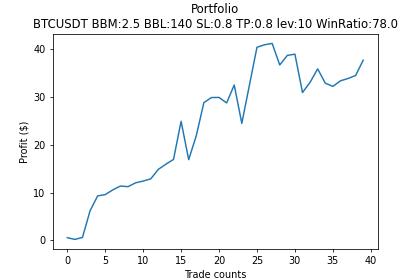 Portfolio
BTCUSDT BBM:2.5 BBL:140 SL:0.8 TP:0.8 lev:10 WinRatio:78.0
40
30
20
10
0
Profit ($)
0 5 10 15 20 25 30 35 40
Trade counts